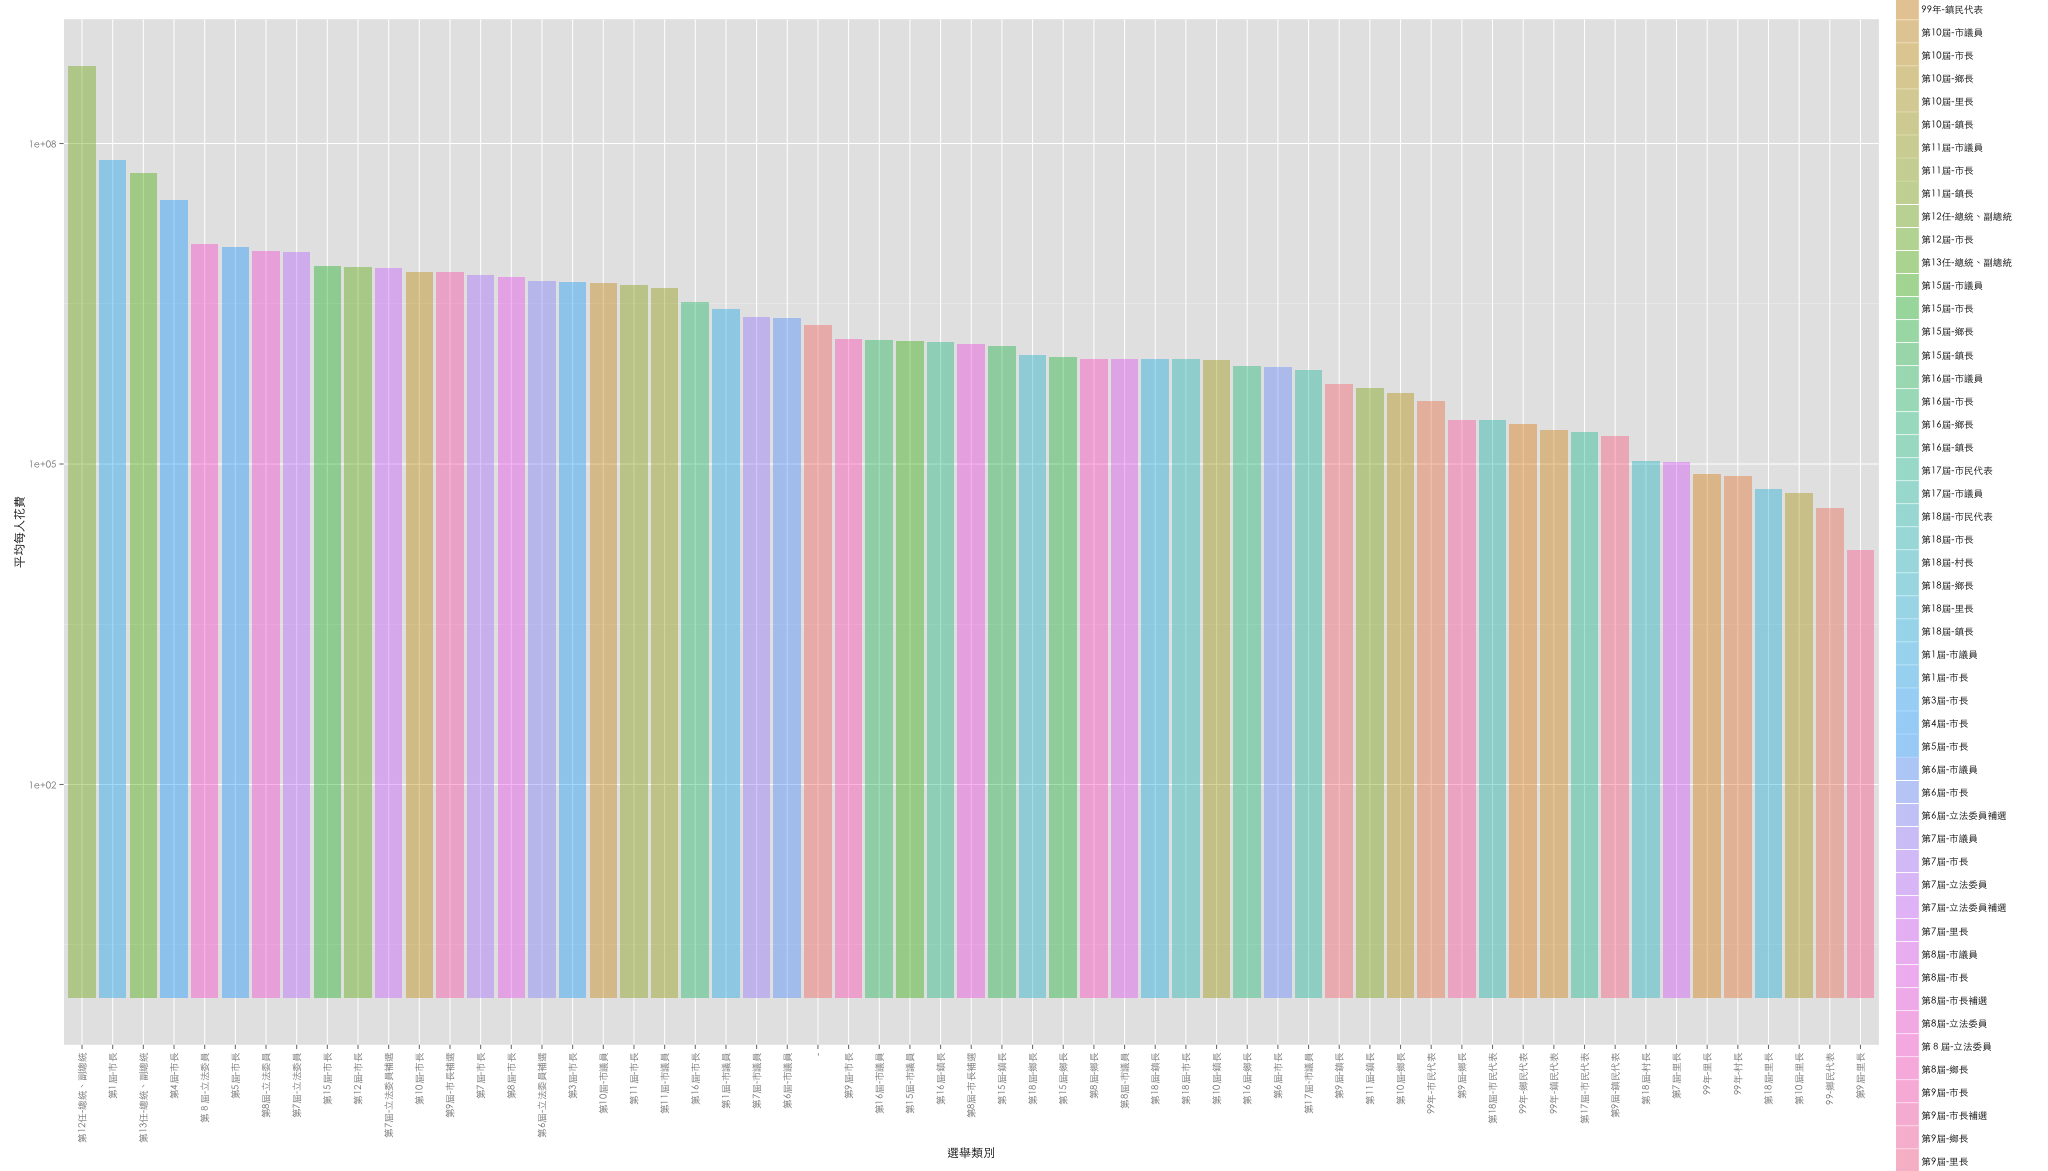 平均每人花費
1e+08
1e+05
1e+02
第12任-總統、副總統
第1屆-市長
第13任-總統、副總統
第4屆-市長
第８屆-立法委員
第5屆-市長
第8屆-立法委員
第7屆-立法委員
第15屆-市長
第12屆-市長
第7屆-立法委員補選
第10屆-市長
第9屆-市長補選
第7屆-市長
第8屆-市長
第6屆-立法委員補選
第3屆-市長
第10屆-市議員
第11屆-市長
第11屆-市議員
第16屆-市長
第1屆-市議員
第7屆-市議員
第6屆-市議員
-
第9屆-市長
第16屆-市議員
第15屆-市議員
第16屆-鎮長
第8屆-市長補選
第15屆-鎮長
第18屆-鄉長
第15屆-鄉長
第8屆-鄉長
第8屆-市議員
第18屆-鎮長
第18屆-市長
第10屆-鎮長
第16屆-鄉長
第6屆-市長
第17屆-市議員
第9屆-鎮長
第11屆-鎮長
第10屆-鄉長
99年-市民代表
第9屆-鄉長
第18屆-市民代表
99年-鄉民代表
99年-鎮民代表
第17屆-市民代表
第9屆-鎮民代表
第18屆-村長
第7屆-里長
99年-里長
99年-村長
第18屆-里長
第10屆-里長
99-鄉民代表
第9屆-里長
選舉類別
99年-鎮民代表
第10屆-市議員
第10屆-市長
第10屆-鄉長
第10屆-里長
第10屆-鎮長
第11屆-市議員
第11屆-市長
第11屆-鎮長
第12任-總統、副總統
第12屆-市長
第13任-總統、副總統
第15屆-市議員
第15屆-市長
第15屆-鄉長
第15屆-鎮長
第16屆-市議員
第16屆-市長
第16屆-鄉長
第16屆-鎮長
第17屆-市民代表
第17屆-市議員
第18屆-市民代表
第18屆-市長
第18屆-村長
第18屆-鄉長
第18屆-里長
第18屆-鎮長
第1屆-市議員
第1屆-市長
第3屆-市長
第4屆-市長
第5屆-市長
第6屆-市議員
第6屆-市長
第6屆-立法委員補選
第7屆-市議員
第7屆-市長
第7屆-立法委員
第7屆-立法委員補選
第7屆-里長
第8屆-市議員
第8屆-市長
第8屆-市長補選
第8屆-立法委員
第８屆-立法委員
第8屆-鄉長
第9屆-市長
第9屆-市長補選
第9屆-鄉長
第9屆-里長